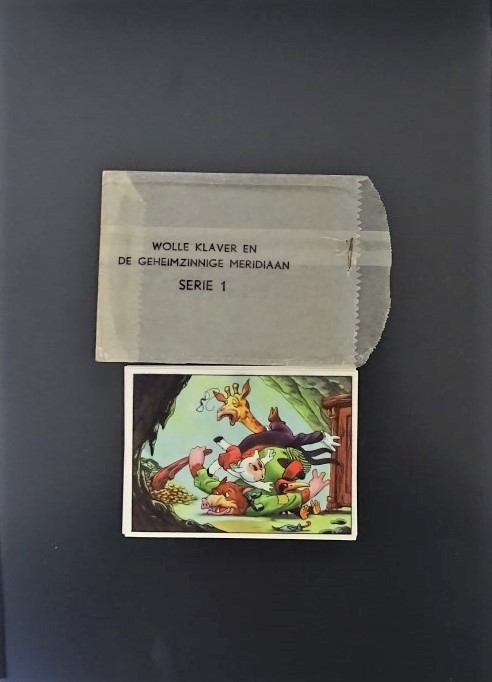 WOLLE KLAVER EN
DE GEHEIMZINNIGE MERIDIAAN
SERIE 1